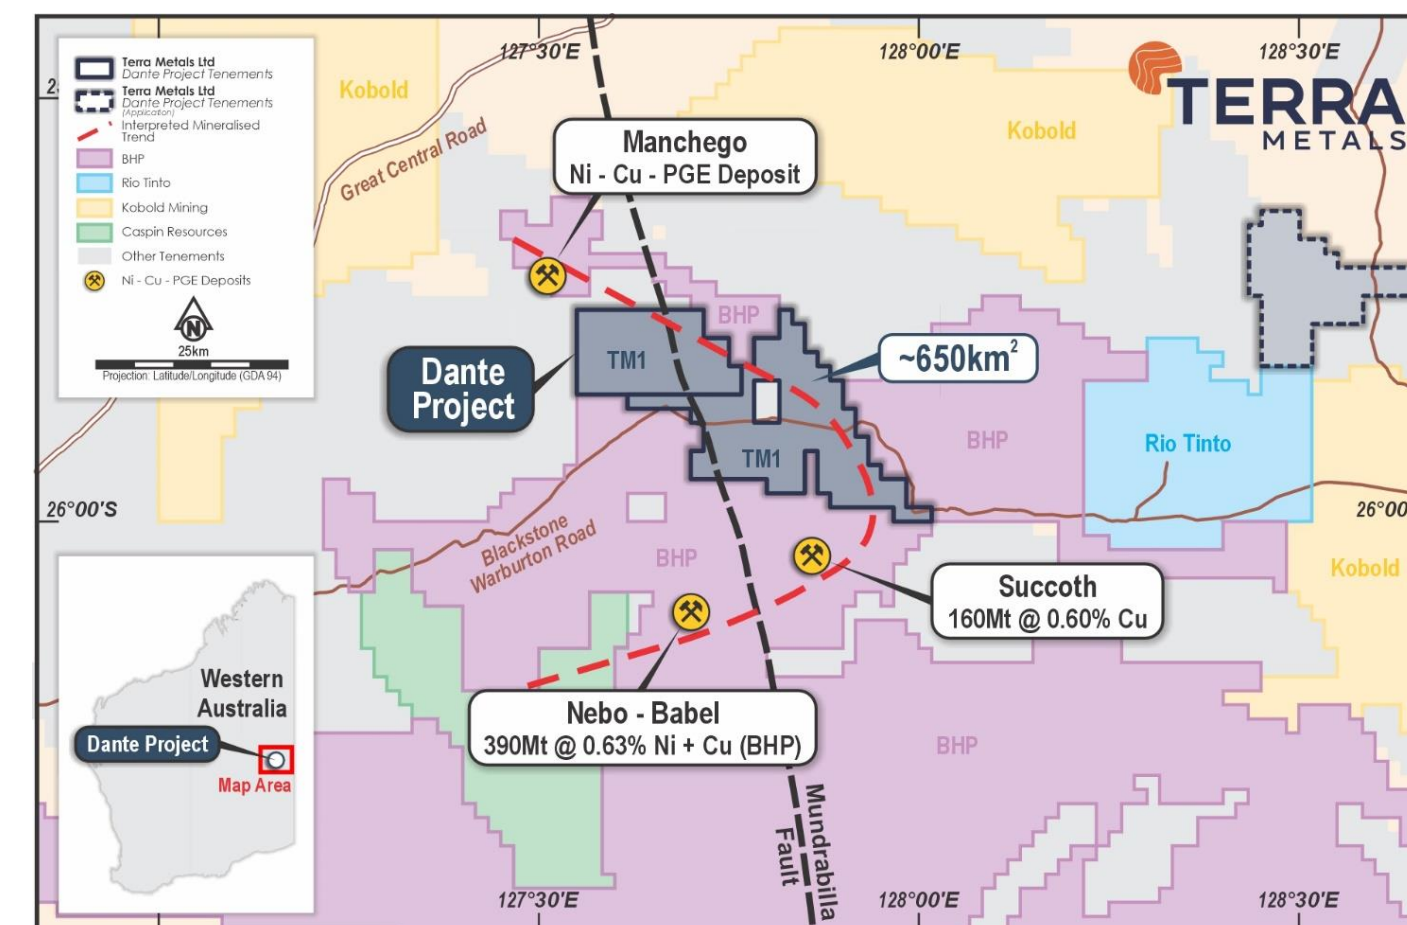 127°30'E
128°00'E
128°30'E
TERRA
METALS
Terra Metals Ltd
Dante Project Tenements
Terra Metals Ltd
Dante Project Tenements
(Application)
Interpreted Mineralised
Trend
BHP
Rio Tinto
Kobold Mining
Caspin Resources
Other Tenements
Ni - Cu - PGE Deposits
N
25km
Projection: Latitude/Longitude (GDA 94)
Kobold
Great Central Road
Kobold
Manchego
Ni - Cu - PGE Deposit
BHP
Dante
Project
TM1
~650km²
TM1
BHP
Rio Tinto
26°00'S
26°00
Blackstone
Warburton Road
BHP
Kobold
Succoth
160Mt @ 0.60% Cu
Nebo - Babel
390Mt @ 0.63% Ni + Cu (BHP)
BHP
Western
Australia
Dante Project
Map Area
Mundrabilla
Fault
127°30'E
128°00'E
128°30'E